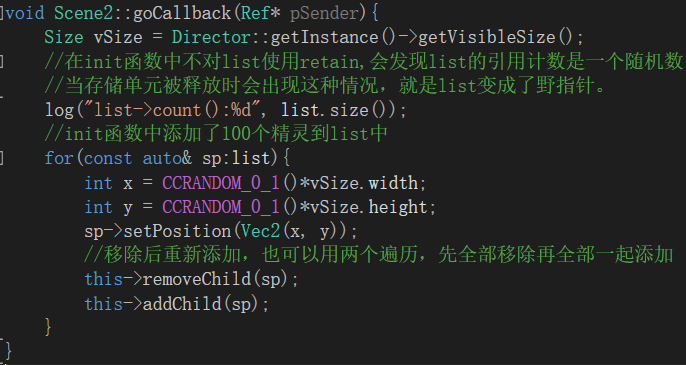 void Scene2::goCallback(Ref* pSender){
Size vSize = Director::getInstance()->getVisibleSize();
//在init函数中不对list使用retain,会发现list的引用计数是一个随机数
//当存储单元被释放时会出现这种情况，就是list变成了野指针。
log("list->count():%d", list.size());
//init函数中添加了100个精灵到list中
for(const auto& sp:list){
int x = CCRANDOM_0_1()*vSize.width;
int y = CCRANDOM_0_1()*vSize.height;
sp->setPosition(Vec2(x, y));
//移除后重新添加，也可以用两个遍历，先全部移除再全部一起添加
this->removeChild(sp);
this->addChild(sp);
}
}